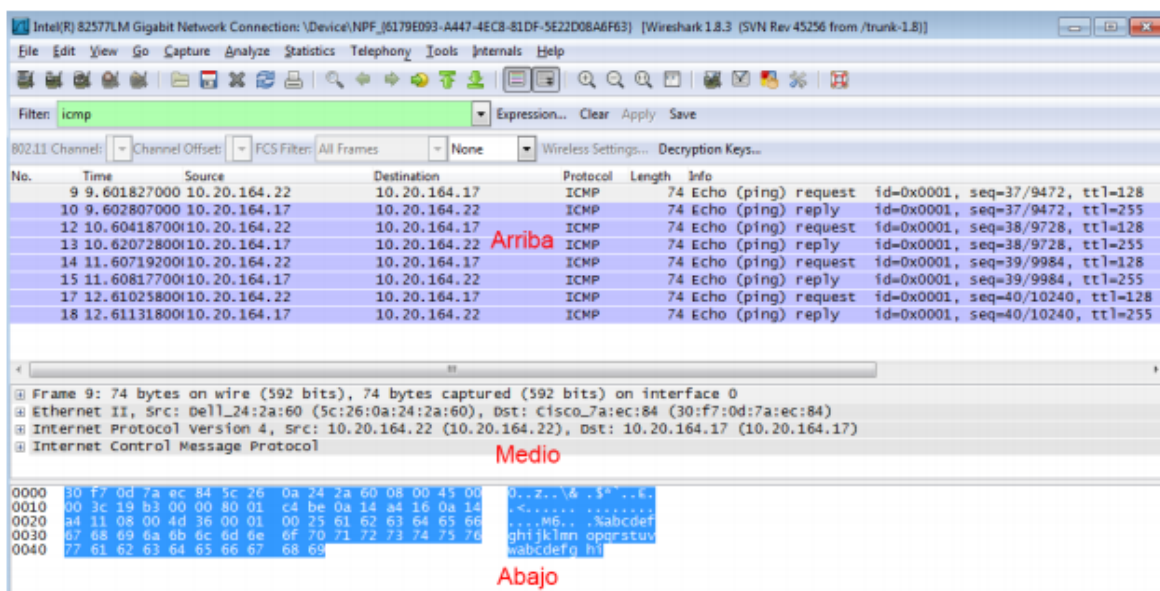 Intel(R) 82577LM Gigabit Network Connection: \Device\NPF_{6179E093-A447-4EC8-81DF-5E22D08A6F63} [Wireshark 1.8.3 (SVN Rev 45256 from /trunk-1.8)]
File Edit View Go Capture Analyze Statistics Telephony Tools Internals Help
Filter: icmp Expression... Clear Apply Save
802.11 Channel: Channel Offset: FCS Filter: All Frames None Wireless Settings... Decryption Keys...
No. Time Source Destination Protocol Length Info
9 9.601827000 10.20.164.22 10.20.164.17 ICMP 74 Echo (ping) request id=0x0001, seq=37/9472, ttl=128
10 9.602807000 10.20.164.17 10.20.164.22 ICMP 74 Echo (ping) reply id=0x0001, seq=37/9472, ttl=255
12 10.60418700( 10.20.164.22 10.20.164.17 ICMP 74 Echo (ping) request id=0x0001, seq=38/9728, ttl=128
Arriba
13 10.62072800( 10.20.164.17 10.20.164.22 ICMP 74 Echo (ping) reply id=0x0001, seq=38/9728, ttl=255
14 11.60719200( 10.20.164.22 10.20.164.17 ICMP 74 Echo (ping) request id=0x0001, seq=39/9984, ttl=128
15 11.60817700( 10.20.164.17 10.20.164.22 ICMP 74 Echo (ping) reply id=0x0001, seq=39/9984, ttl=255
17 12.61025800( 10.20.164.22 10.20.164.17 ICMP 74 Echo (ping) request id=0x0001, seq=40/10240, ttl=128
18 12.61131800( 10.20.164.17 10.20.164.22 ICMP 74 Echo (ping) reply id=0x0001, seq=40/10240, ttl=255
Frame 9: 74 bytes on wire (592 bits), 74 bytes captured (592 bits) on interface 0
Ethernet II, Src: Dell_24:2a:60 (5c:26:0a:24:2a:60), Dst: Cisco_7a:ec:84 (30:f7:0d:7a:ec:84)
Internet Protocol Version 4, Src: 10.20.164.22 (10.20.164.22), Dst: 10.20.164.17 (10.20.164.17)
Internet Control Message Protocol
Medio
0000 30 f7 0d 7a ec 84 5c 26 0a 24 2a 60 08 00 45 00 0..z..\& .$*`..E.
0010 00 3c 19 b3 00 00 80 01 c4 be 0a 14 a4 16 0a 14 .<...... ........
0020 a4 11 08 00 4d 36 00 01 00 25 61 62 63 64 65 66 ....M6.. .%abcdef
0030 67 68 69 6a 6b 6c 6d 6e 6f 70 71 72 73 74 75 76 ghijklmn opqrstuv
0040 77 61 62 63 64 65 66 67 68 69 wabcdefg hi
Abajo